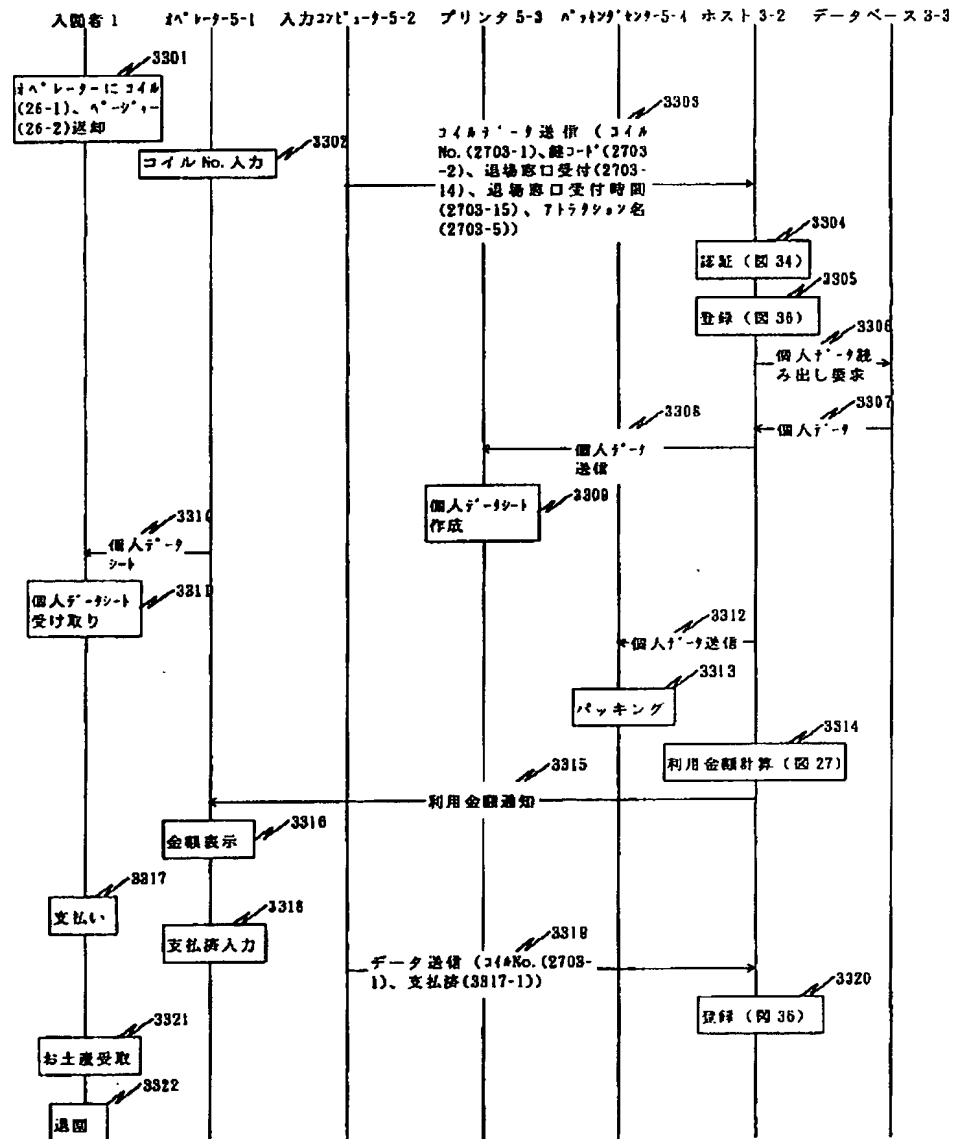 入園者 1 オペレーター5-1 入力コンピューター5-2 プリンタ 5-3 パッキングセンター5-4 ホスト 3-2 データベース 3-3
3301
オペレーターにコイル
(26-1)、ページャー
(26-2)返却
3302
コイル No. 入力
3303
コイルデータ送信(コイル
No.(2703-1)、鍵コード(2703
-2)、退場窓口受付(2703-
14)、退場窓口受付時間
(2703-15)、アトラクション名
(2703-5))
3304
認証(図 34)
3305
登録(図 36)
3306
個人データ読
み出し要求
3307
個人データ
3308
個人データ
送信
3309
個人データシート
作成
3310
個人データ
シート
3311
個人データシート
受け取り
3312
個人データ送信
3313
パッキング
3314
利用金額計算(図 27)
3315
利用金額通知
3316
金額表示
3317
支払い
3318
支払済入力
3319
データ送信(コイルNo.(2703-
1)、支払済(3317-1))
3320
登録(図 36)
3321
お土産受取
3322
退園